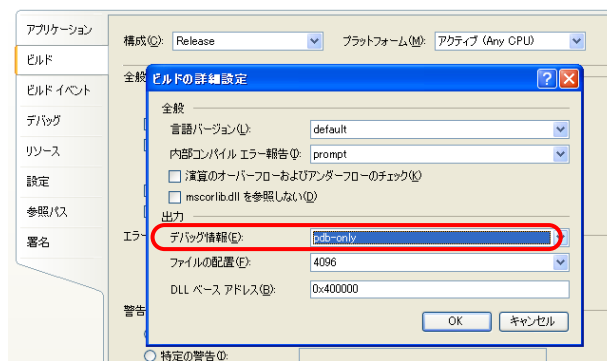 アプリケーション
ビルド
ビルド イベント
デバッグ
リソース
設定
参照パス
署名
構成(C): Release プラットフォーム(M): アクティブ (Any CPU)
全般
ビルドの詳細設定
全般
言語バージョン(L): default
内部コンパイル エラー報告(I): prompt
演算のオーバーフローおよびアンダーフローのチェック(K)
mscorlib.dll を参照しない(D)
出力
エラー
デバッグ情報(E): pdb-only
ファイルの配置(F): 4096
DLL ベース アドレス(B): 0x400000
警告
OK キャンセル
特定の警告(I):